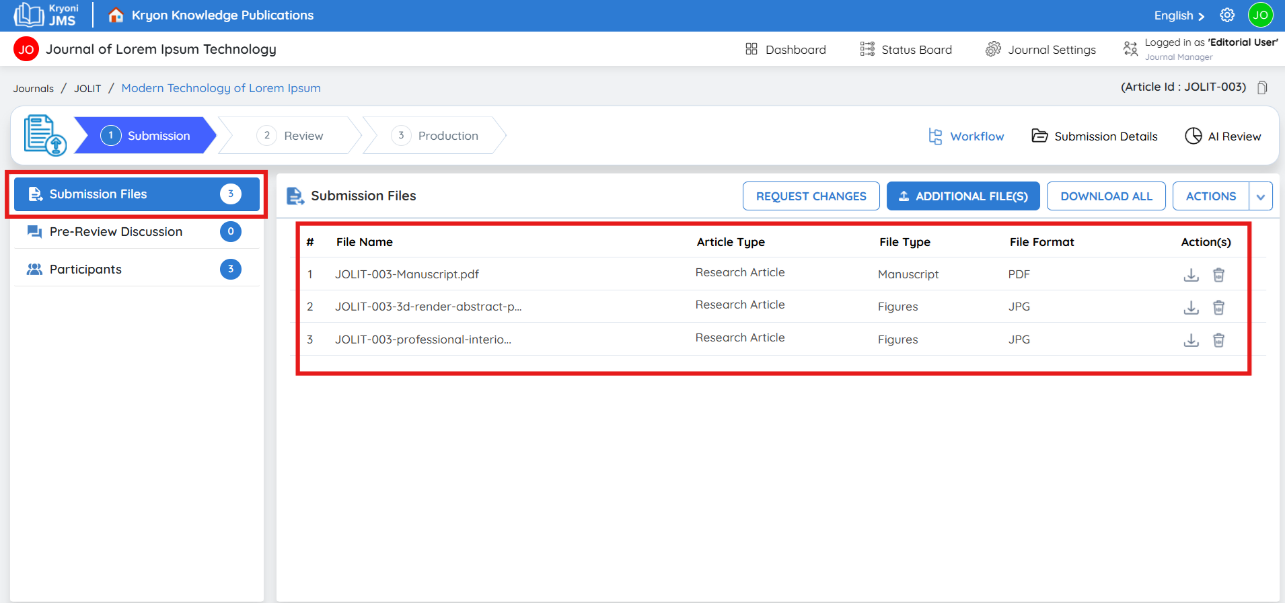 Kryoni
JMS
Kryon Knowledge Publications
English
JO
JO
Journal of Lorem Ipsum Technology
Dashboard
Status Board
Journal Settings
Logged in as 'Editorial User'
Journal Manager
Journals / JOLIT / Modern Technology of Lorem Ipsum
(Article Id : JOLIT-003)
1 Submission
2 Review
3 Production
Workflow
Submission Details
AI Review
Submission Files 3
Pre-Review Discussion 0
Participants 3
Submission Files
REQUEST CHANGES
ADDITIONAL FILE(S)
DOWNLOAD ALL
ACTIONS
# File Name Article Type File Type File Format Action(s)
1 JOLIT-003-Manuscript.pdf Research Article Manuscript PDF
2 JOLIT-003-3d-render-abstract-p... Research Article Figures JPG
3 JOLIT-003-professional-interio... Research Article Figures JPG